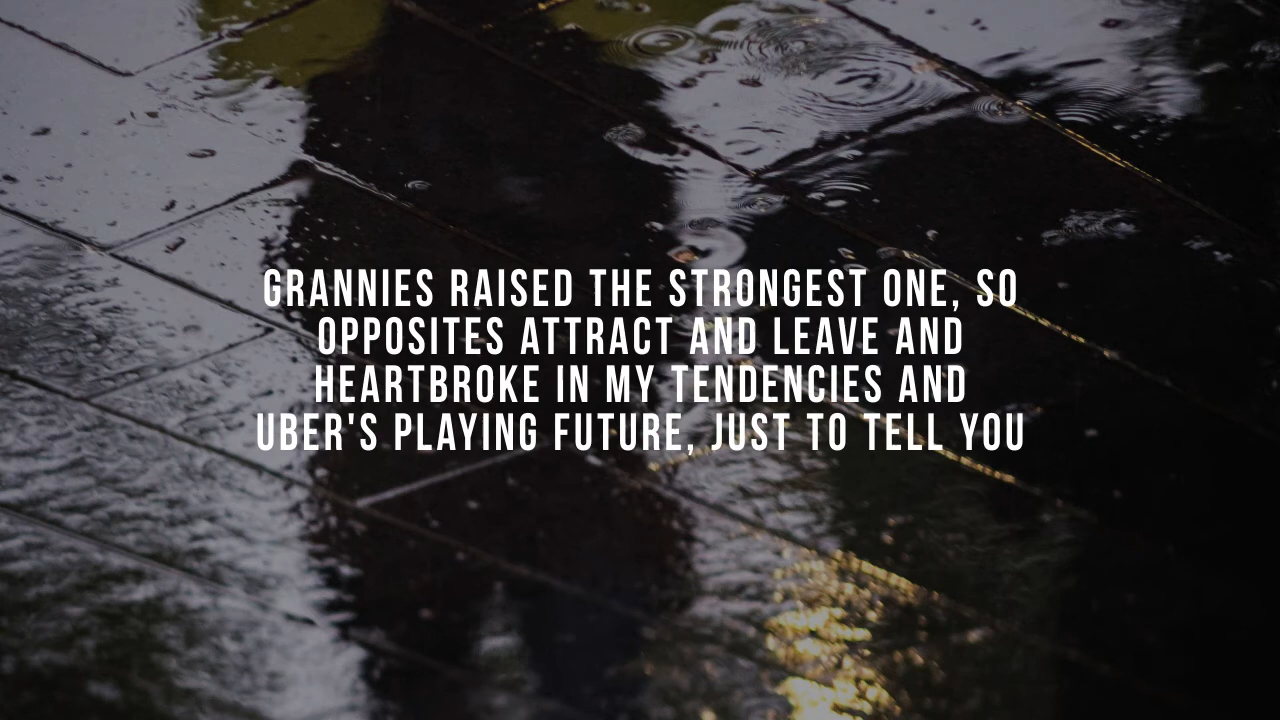 GRANNIES RAISED THE STRONGEST ONE, SO
OPPOSITES ATTRACT AND LEAVE AND
HEARTBROKE IN MY TENDENCIES AND
UBER'S PLAYING FUTURE, JUST TO TELL YOU